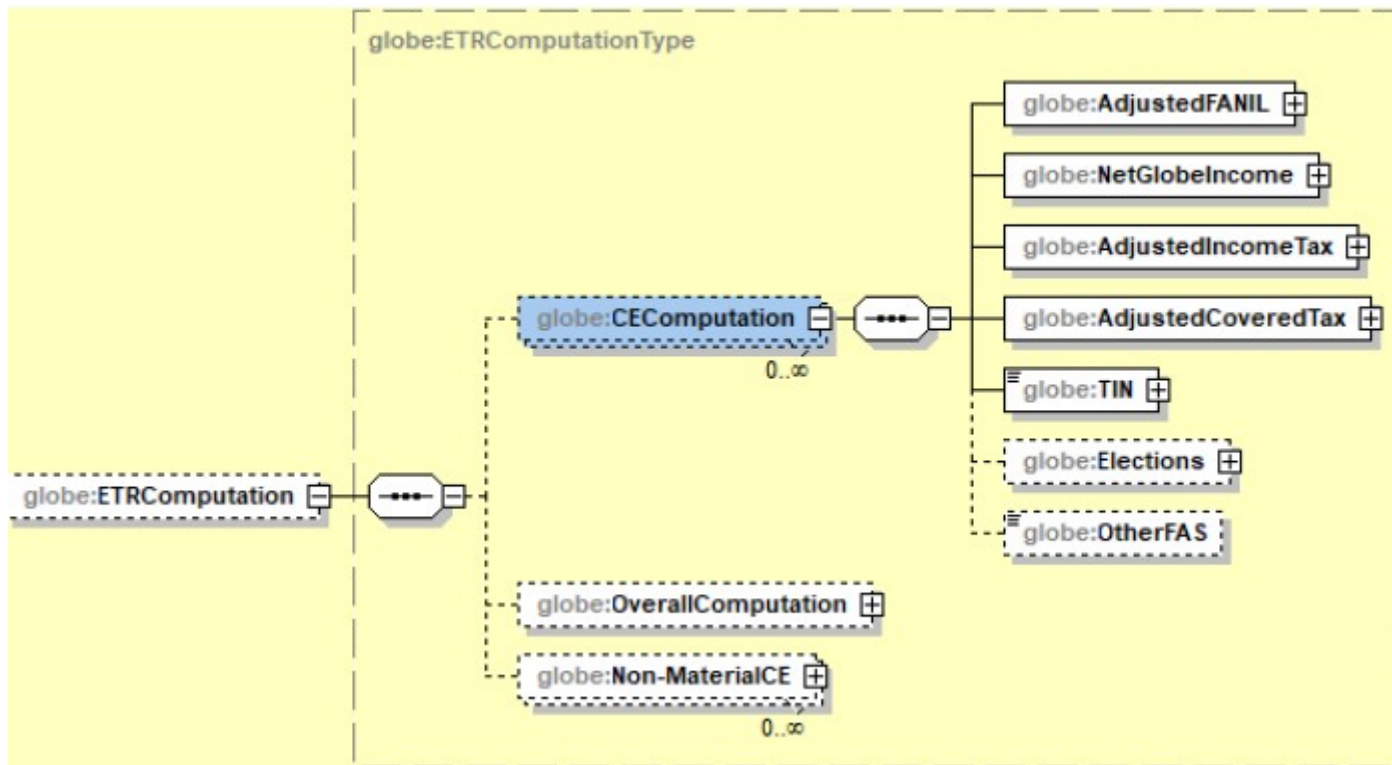 globe:ETRComputationType
globe:AdjustedFANIL
globe:NetGlobeIncome
globe:AdjustedIncomeTax
globe:CEComputation
globe:AdjustedCoveredTax
0..∞
globe:TIN
globe:Elections
globe:ETRComputation
globe:OtherFAS
globe:OverallComputation
globe:Non-MaterialCE
0..∞